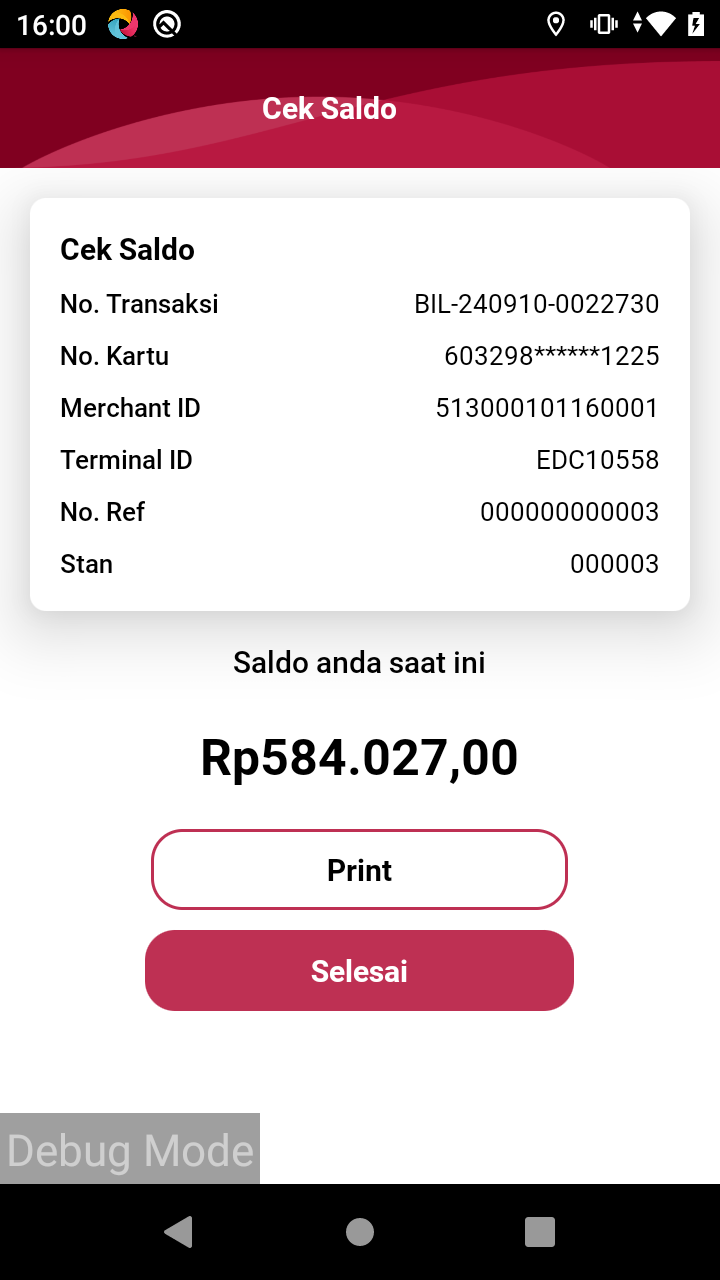 16:00
Cek Saldo
Cek Saldo
No. Transaksi BIL-240910-0022730
No. Kartu 603298******1225
Merchant ID 513000101160001
Terminal ID EDC10558
No. Ref 000000000003
Stan 000003
Saldo anda saat ini
Rp584.027,00
Print
Selesai
Debug Mode